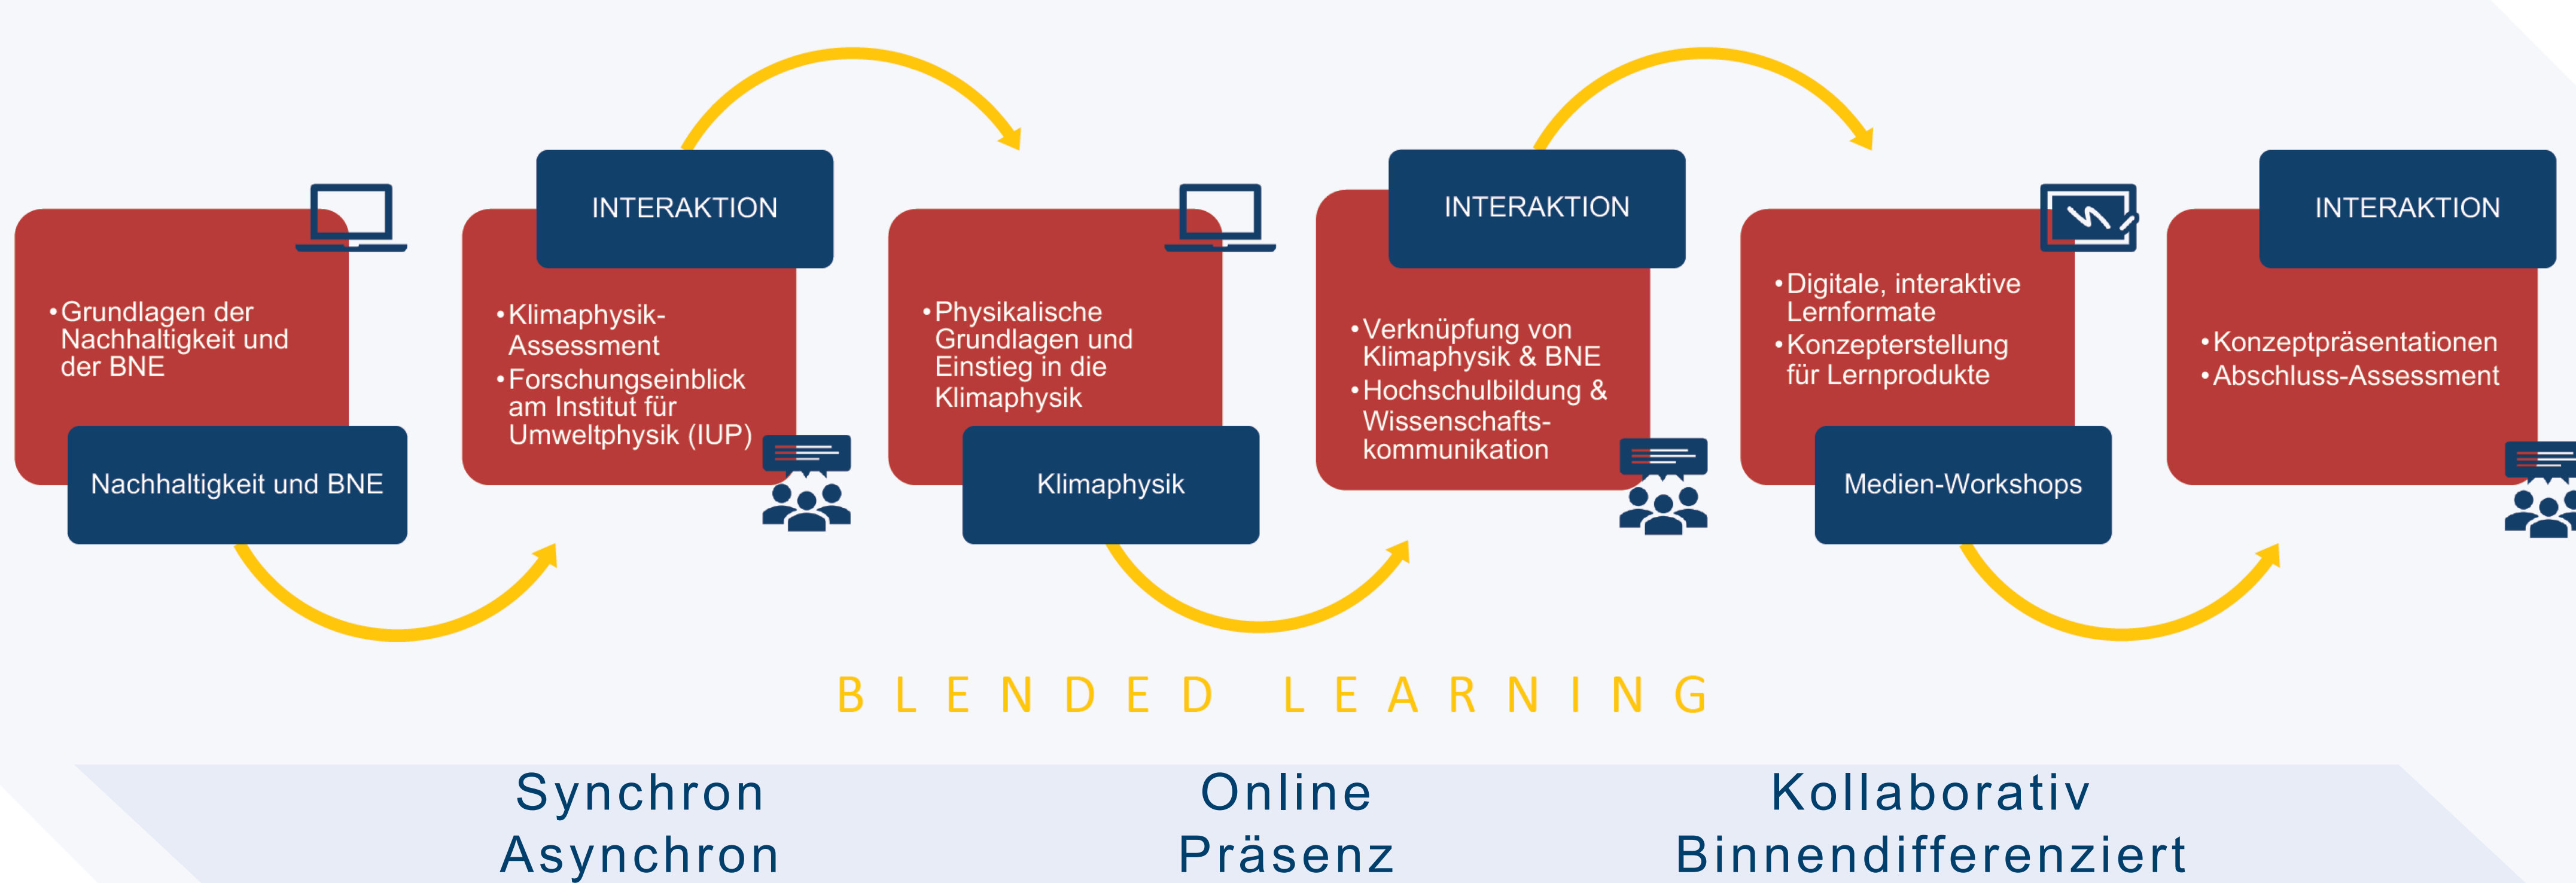 •Grundlagen der
Nachhaltigkeit und
der BNE
Nachhaltigkeit und BNE
INTERAKTION
•Klimaphysik-
Assessment
•Forschungseinblick
am Institut für
Umweltphysik (IUP)
•Physikalische
Grundlagen und
Einstieg in die
Klimaphysik
Klimaphysik
INTERAKTION
•Verknüpfung von
Klimaphysik & BNE
•Hochschulbildung &
Wissenschafts-
kommunikation
•Digitale, interaktive
Lernformate
•Konzepterstellung
für Lernprodukte
Medien-Workshops
INTERAKTION
•Konzeptpräsentationen
•Abschluss-Assessment
BLENDED LEARNING
Synchron
Asynchron
Online
Präsenz
Kollaborativ
Binnendifferenziert